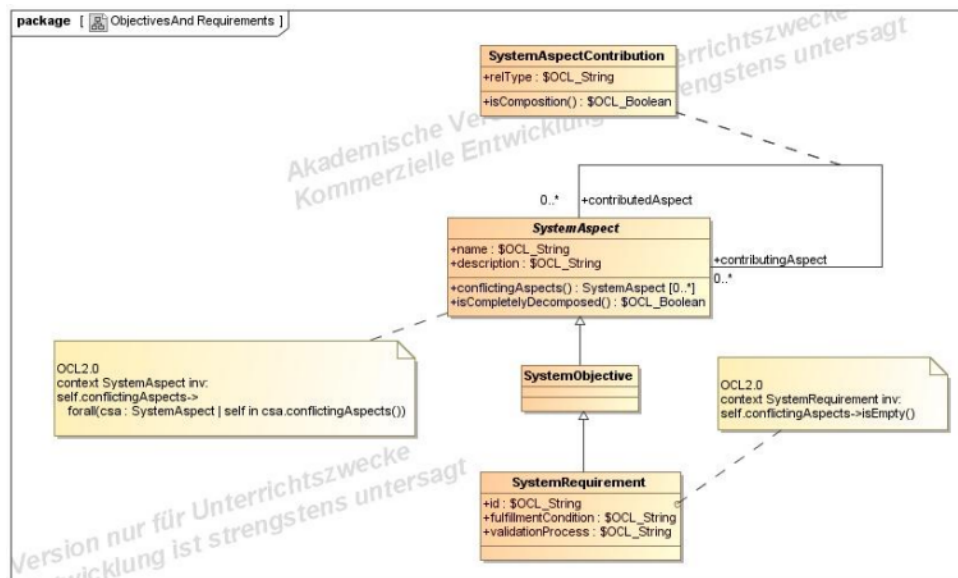 package [ ObjectivesAnd Requirements ]
SystemAspectContribution
+relType : $OCL_String
+isComposition() : $OCL_Boolean
Akademische Ver
rrichtszwecke
Kommerzielle Entwicklung
strengstens untersagt
0..*
+contributedAspect
SystemAspect
+name : $OCL_String
+description : $OCL_String
+conflictingAspects() : SystemAspect [0..*]
+isCompletelyDecomposed() : $OCL_Boolean
+contributingAspect
0..*
OCL2.0
context SystemAspect inv:
self.conflictingAspects->
forall(csa : SystemAspect | self in csa.conflictingAspects())
SystemObjective
OCL2.0
context SystemRequirement inv:
self.conflictingAspects->isEmpty()
SystemRequirement
+id : $OCL_String
+fulfillmentCondition : $OCL_String
+validationProcess : $OCL_String
Version nur für Unterrichtszwecke
twicklung ist strengstens untersagt